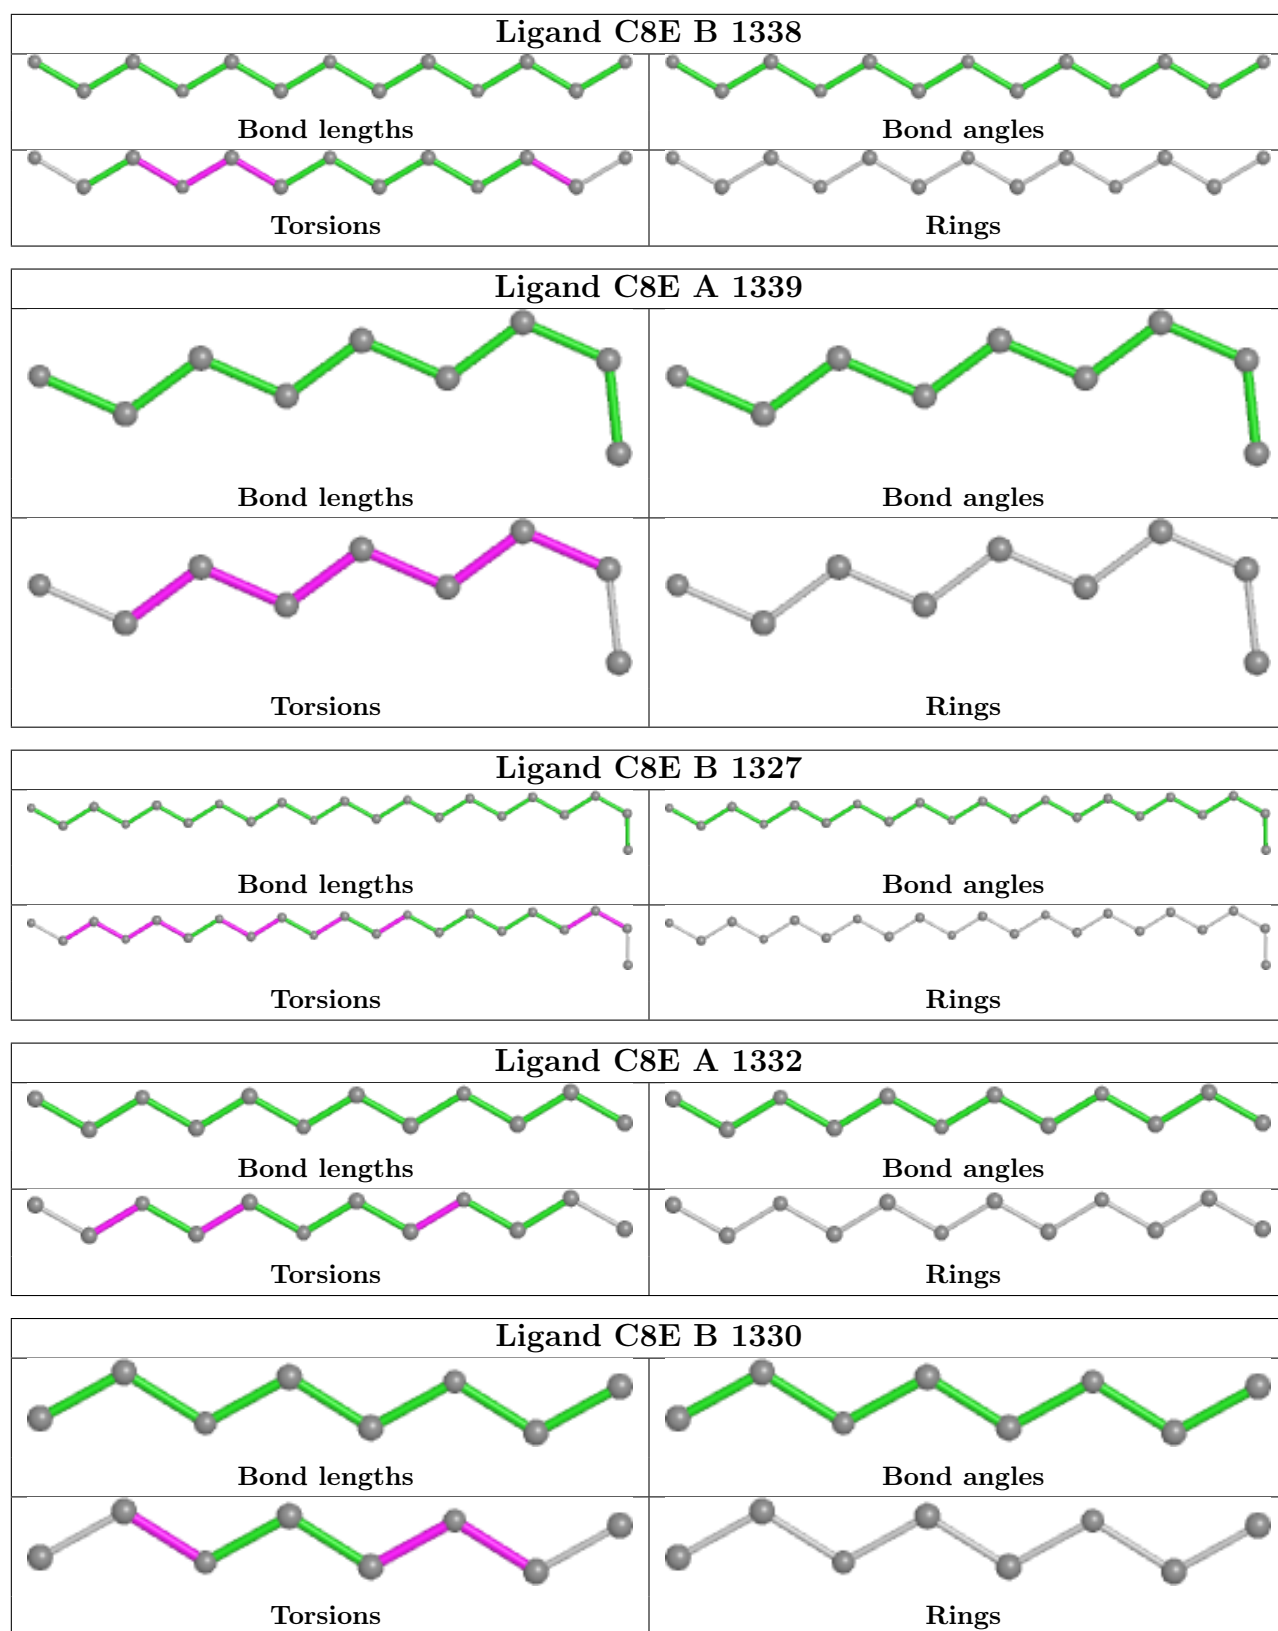 Ligand C8E B 1338
Bond lengths Bond angles
Torsions Rings
Ligand C8E A 1339
Bond lengths Bond angles
Torsions Rings
Ligand C8E B 1327
Bond lengths Bond angles
Torsions Rings
Ligand C8E A 1332
Bond lengths Bond angles
Torsions Rings
Ligand C8E B 1330
Bond lengths Bond angles
Torsions Rings